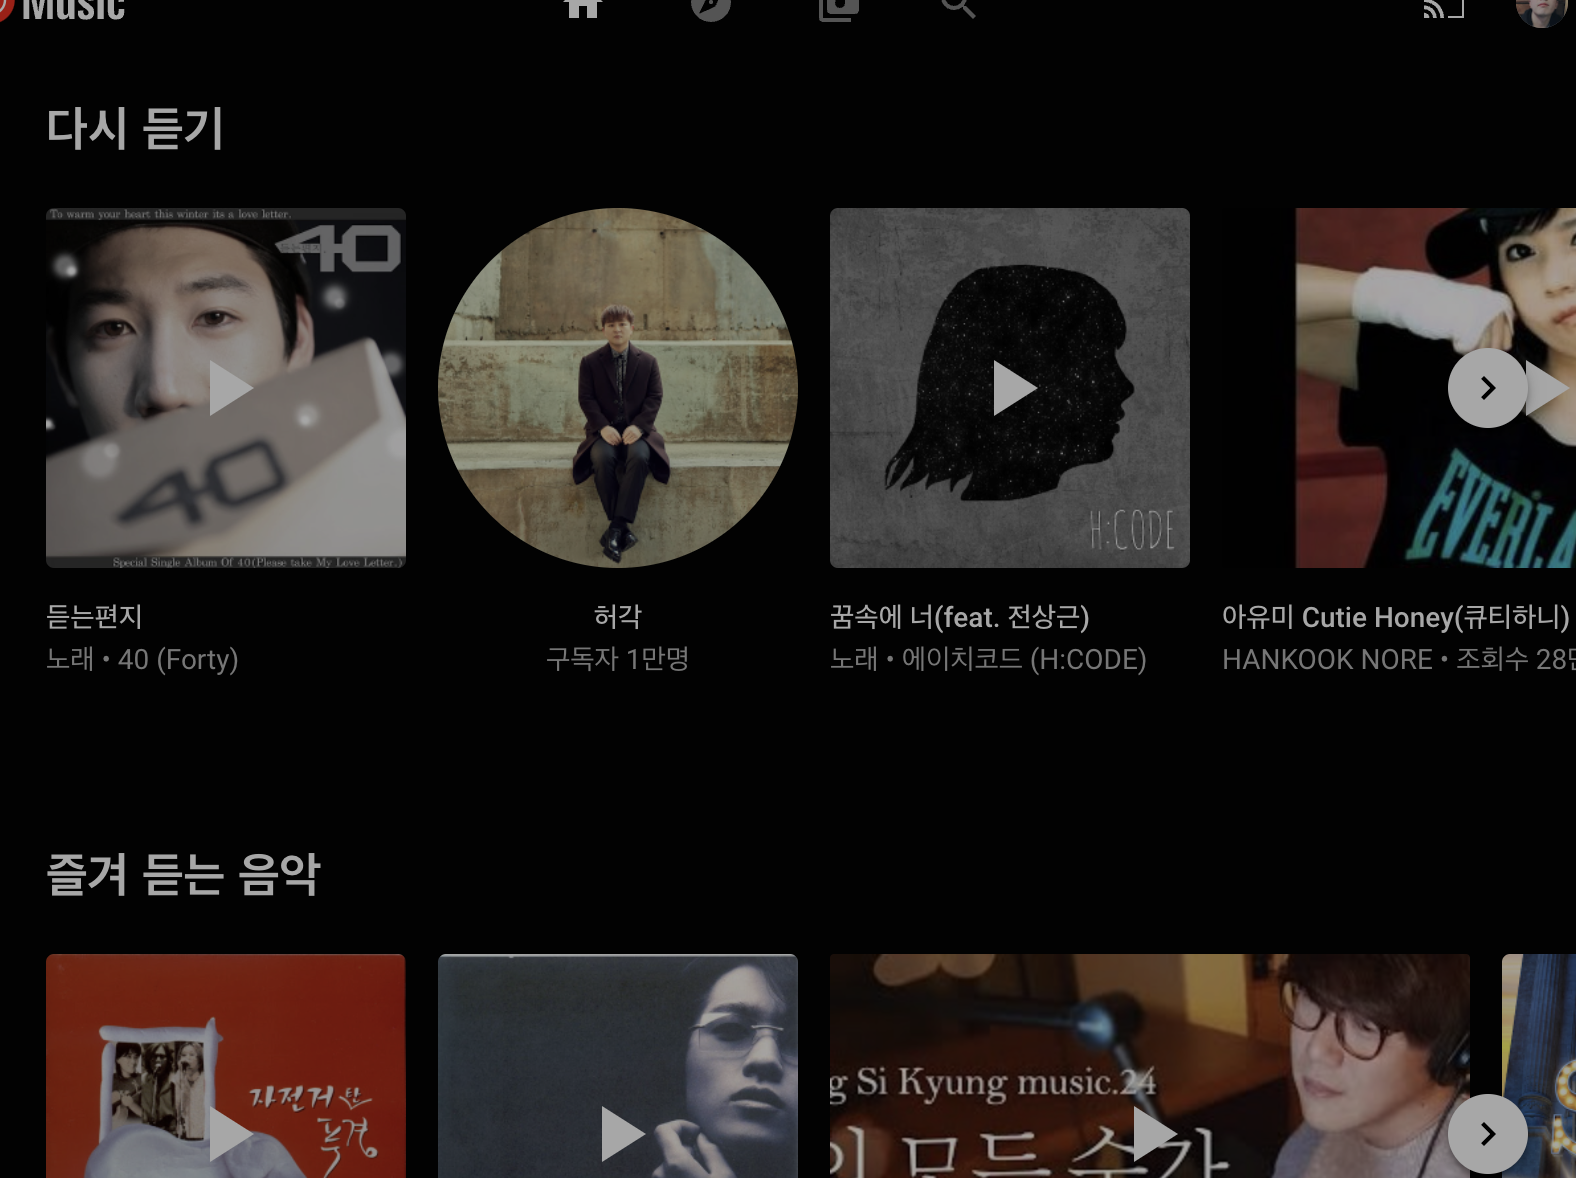 Music
다시 듣기
To warm your heart this winter its a love letter.
40
40
Special Single Album Of 40(Please take My Love Letter.)
H:CODE
듣는편지
노래 • 40 (Forty)
허각
구독자 1만명
꿈속에 너(feat. 전상근)
노래 • 에이치코드 (H:CODE)
아유미 Cutie Honey(큐티하니)
HANKOOK NORE • 조회수 28만
즐겨 듣는 음악
자전거 탄
풍경
g Si Kyung music.24
모든 순간